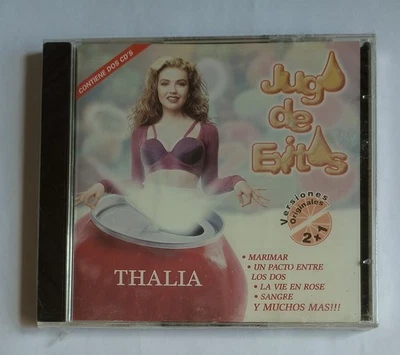 CONTIENE DOS CD'S
Jugo
de
Exitos
Versiones
Originales
2x1
THALIA
• MARIMAR
• UN PACTO ENTRE
LOS DOS
• LA VIE EN ROSE
• SANGRE
Y MUCHOS MAS!!!